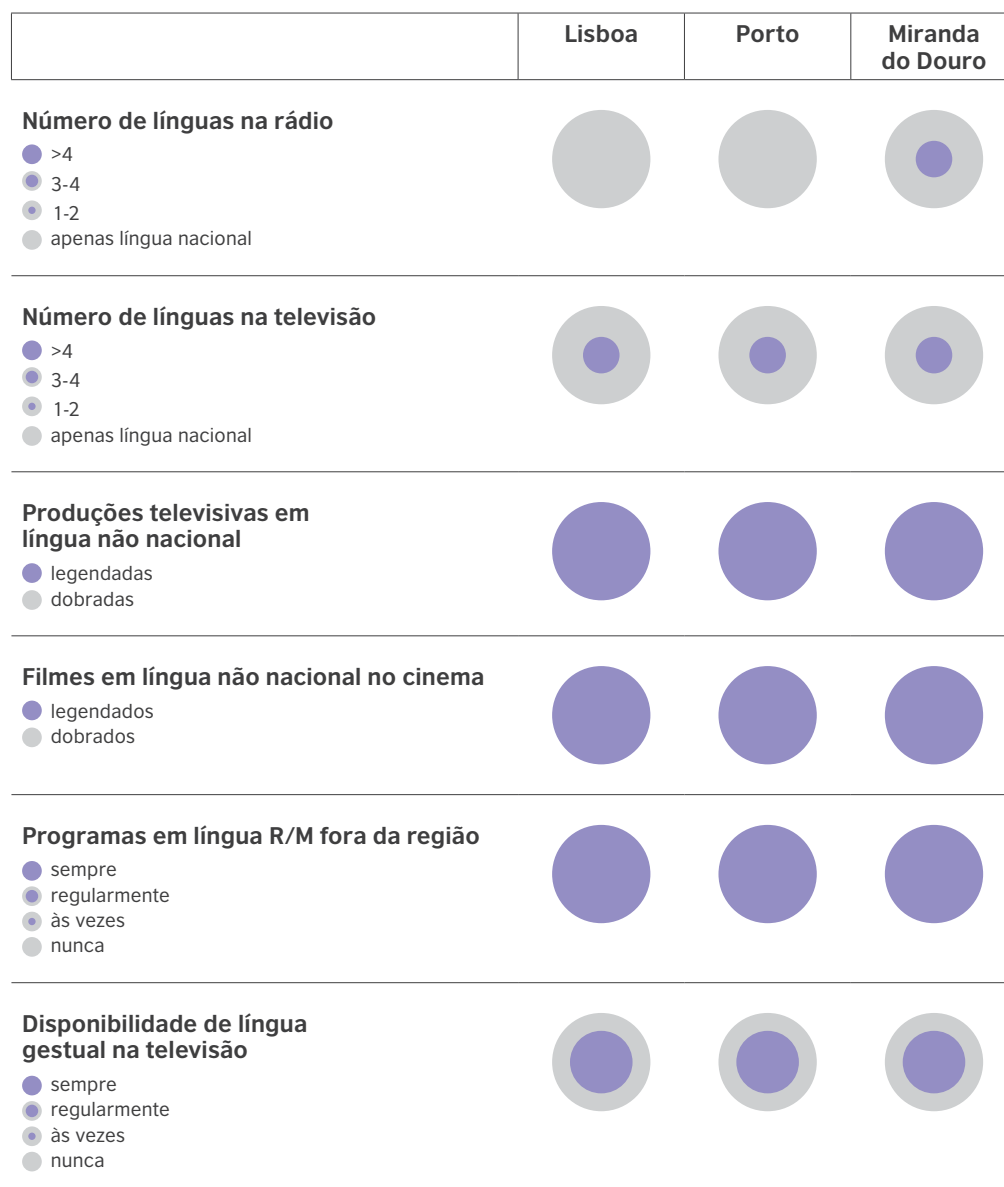 Lisboa Porto Miranda
do Douro
Número de línguas na rádio
>4
3-4
1-2
apenas língua nacional
Número de línguas na televisão
>4
3-4
1-2
apenas língua nacional
Produções televisivas em
língua não nacional
legendadas
dobradas
Filmes em língua não nacional no cinema
legendados
dobrados
Programas em língua R/M fora da região
sempre
regularmente
às vezes
nunca
Disponibilidade de língua
gestual na televisão
sempre
regularmente
às vezes
nunca